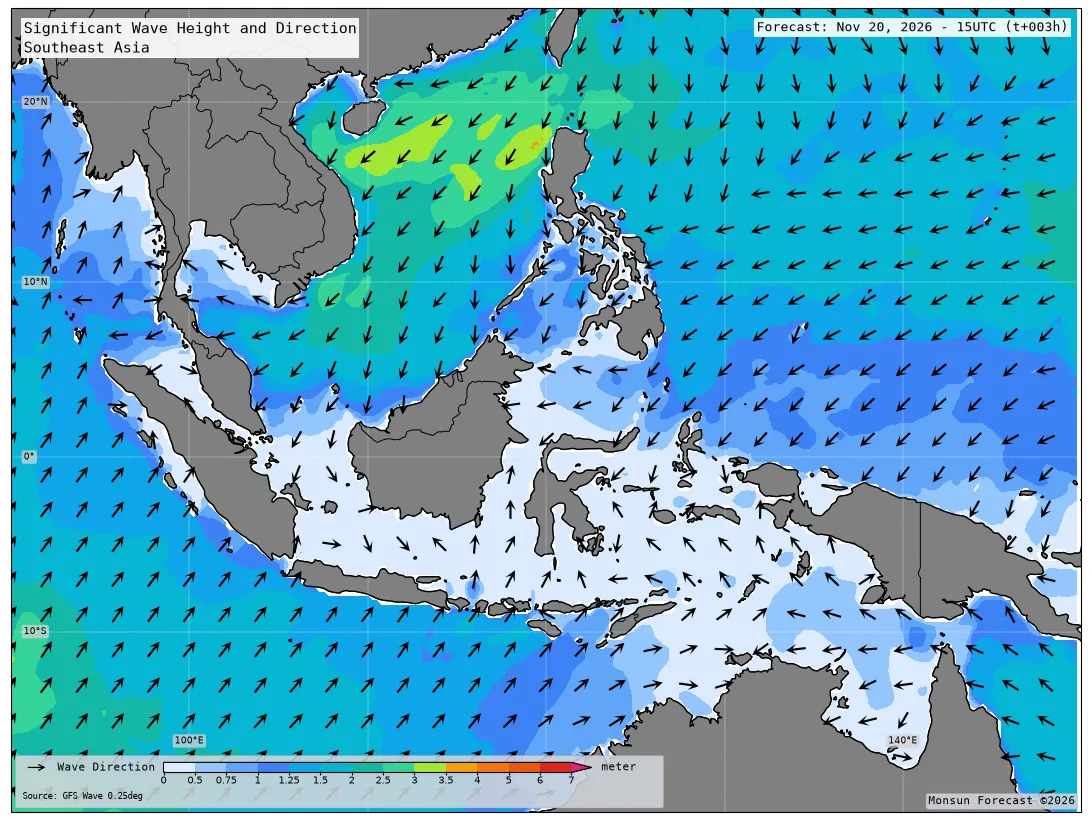 Significant Wave Height and Direction
Southeast Asia
Forecast: Nov 20, 2026 - 15UTC (t+003h)
20°N
10°N
0°
10°S
100°E
140°E
Wave Direction
0 0.5 0.75 1 1.25 1.5 2 2.5 3 3.5 4 5 6 7
meter
Source: GFS Wave 0.25deg
Monsun Forecast ©2026